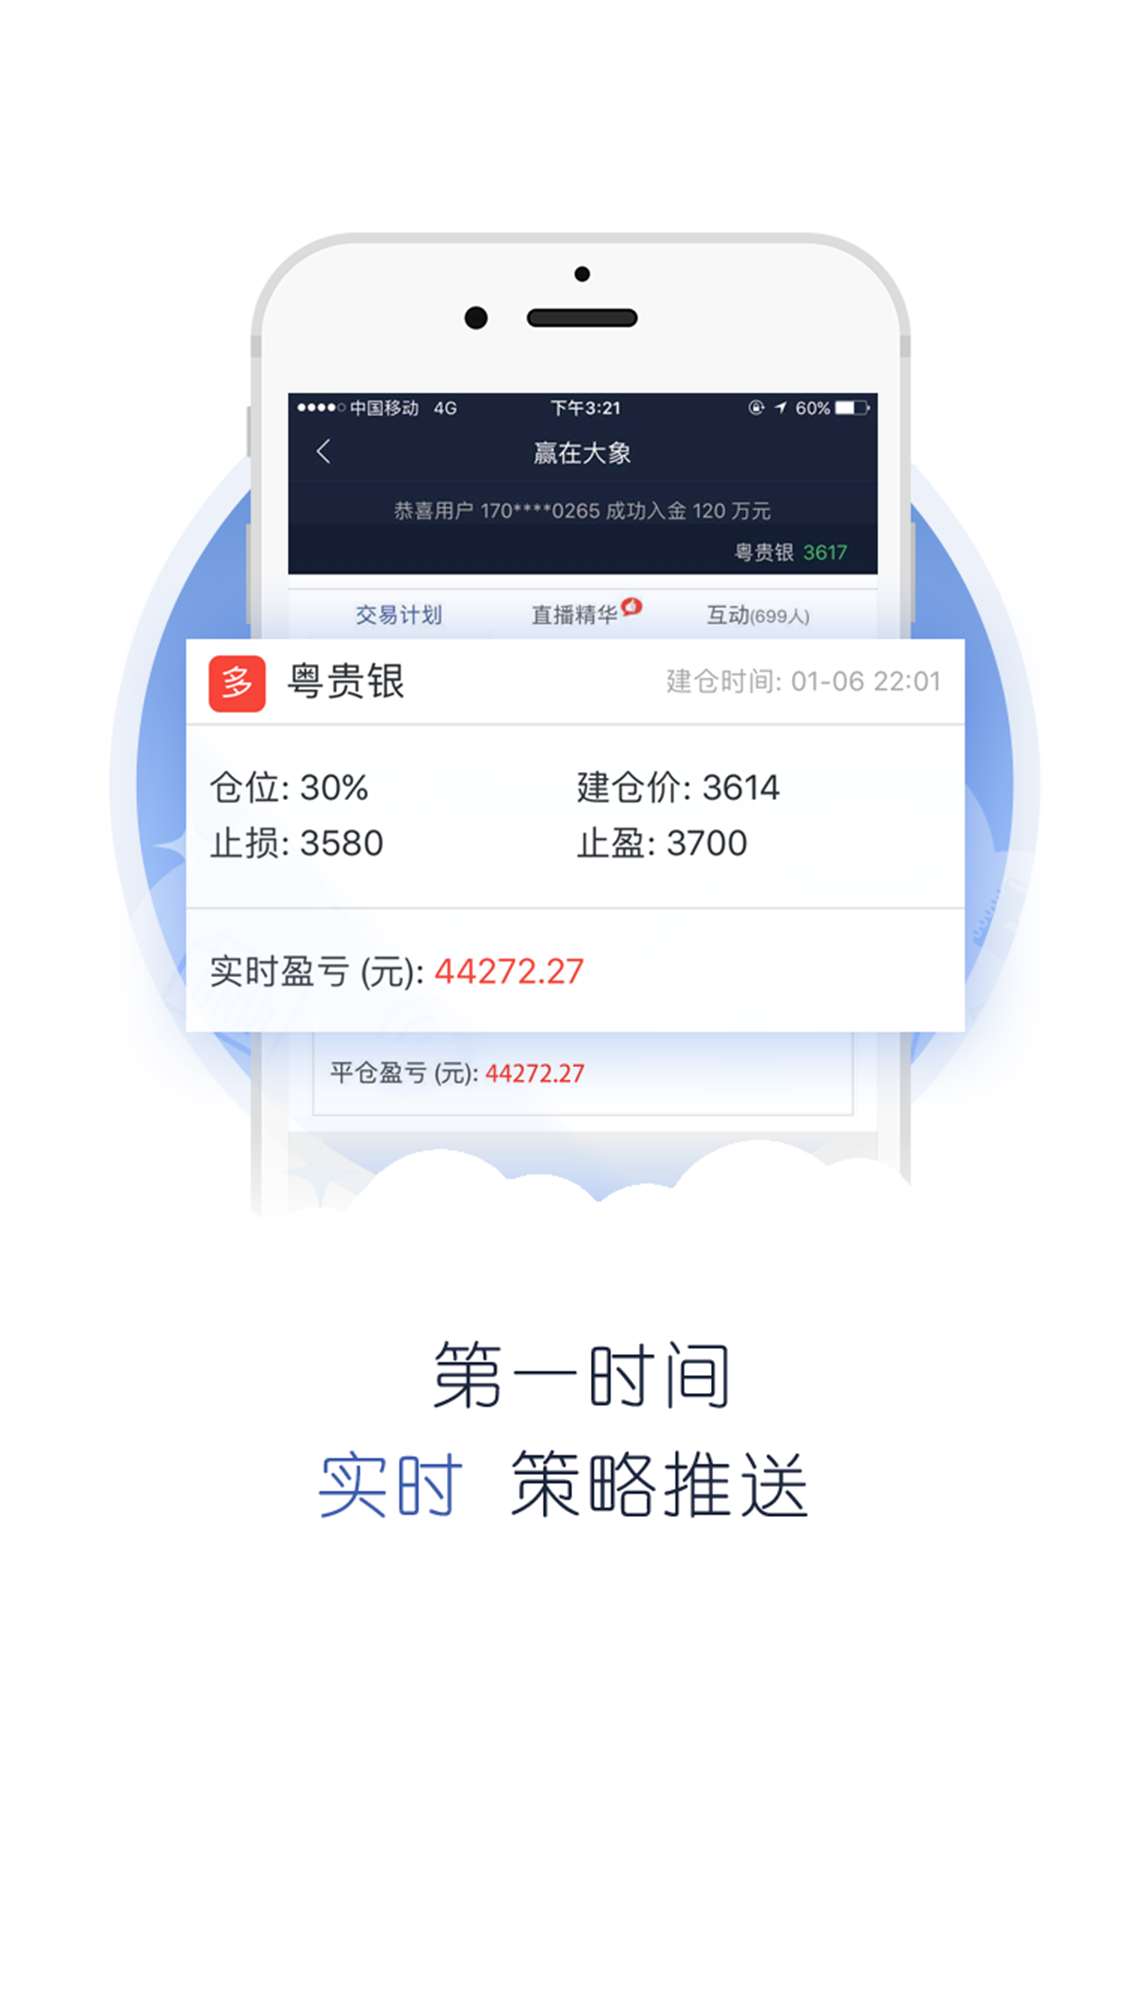 中国移动 4G 下午3:21 60%
赢在大象
恭喜用户 170****0265 成功入金 120 万元
粤贵银 3617
交易计划 直播精华 互动(699人)
多 粤贵银 建仓时间: 01-06 22:01
仓位: 30% 建仓价: 3614
止损: 3580 止盈: 3700
实时盈亏 (元): 44272.27
平仓盈亏 (元): 44272.27
第一时间
实时 策略推送